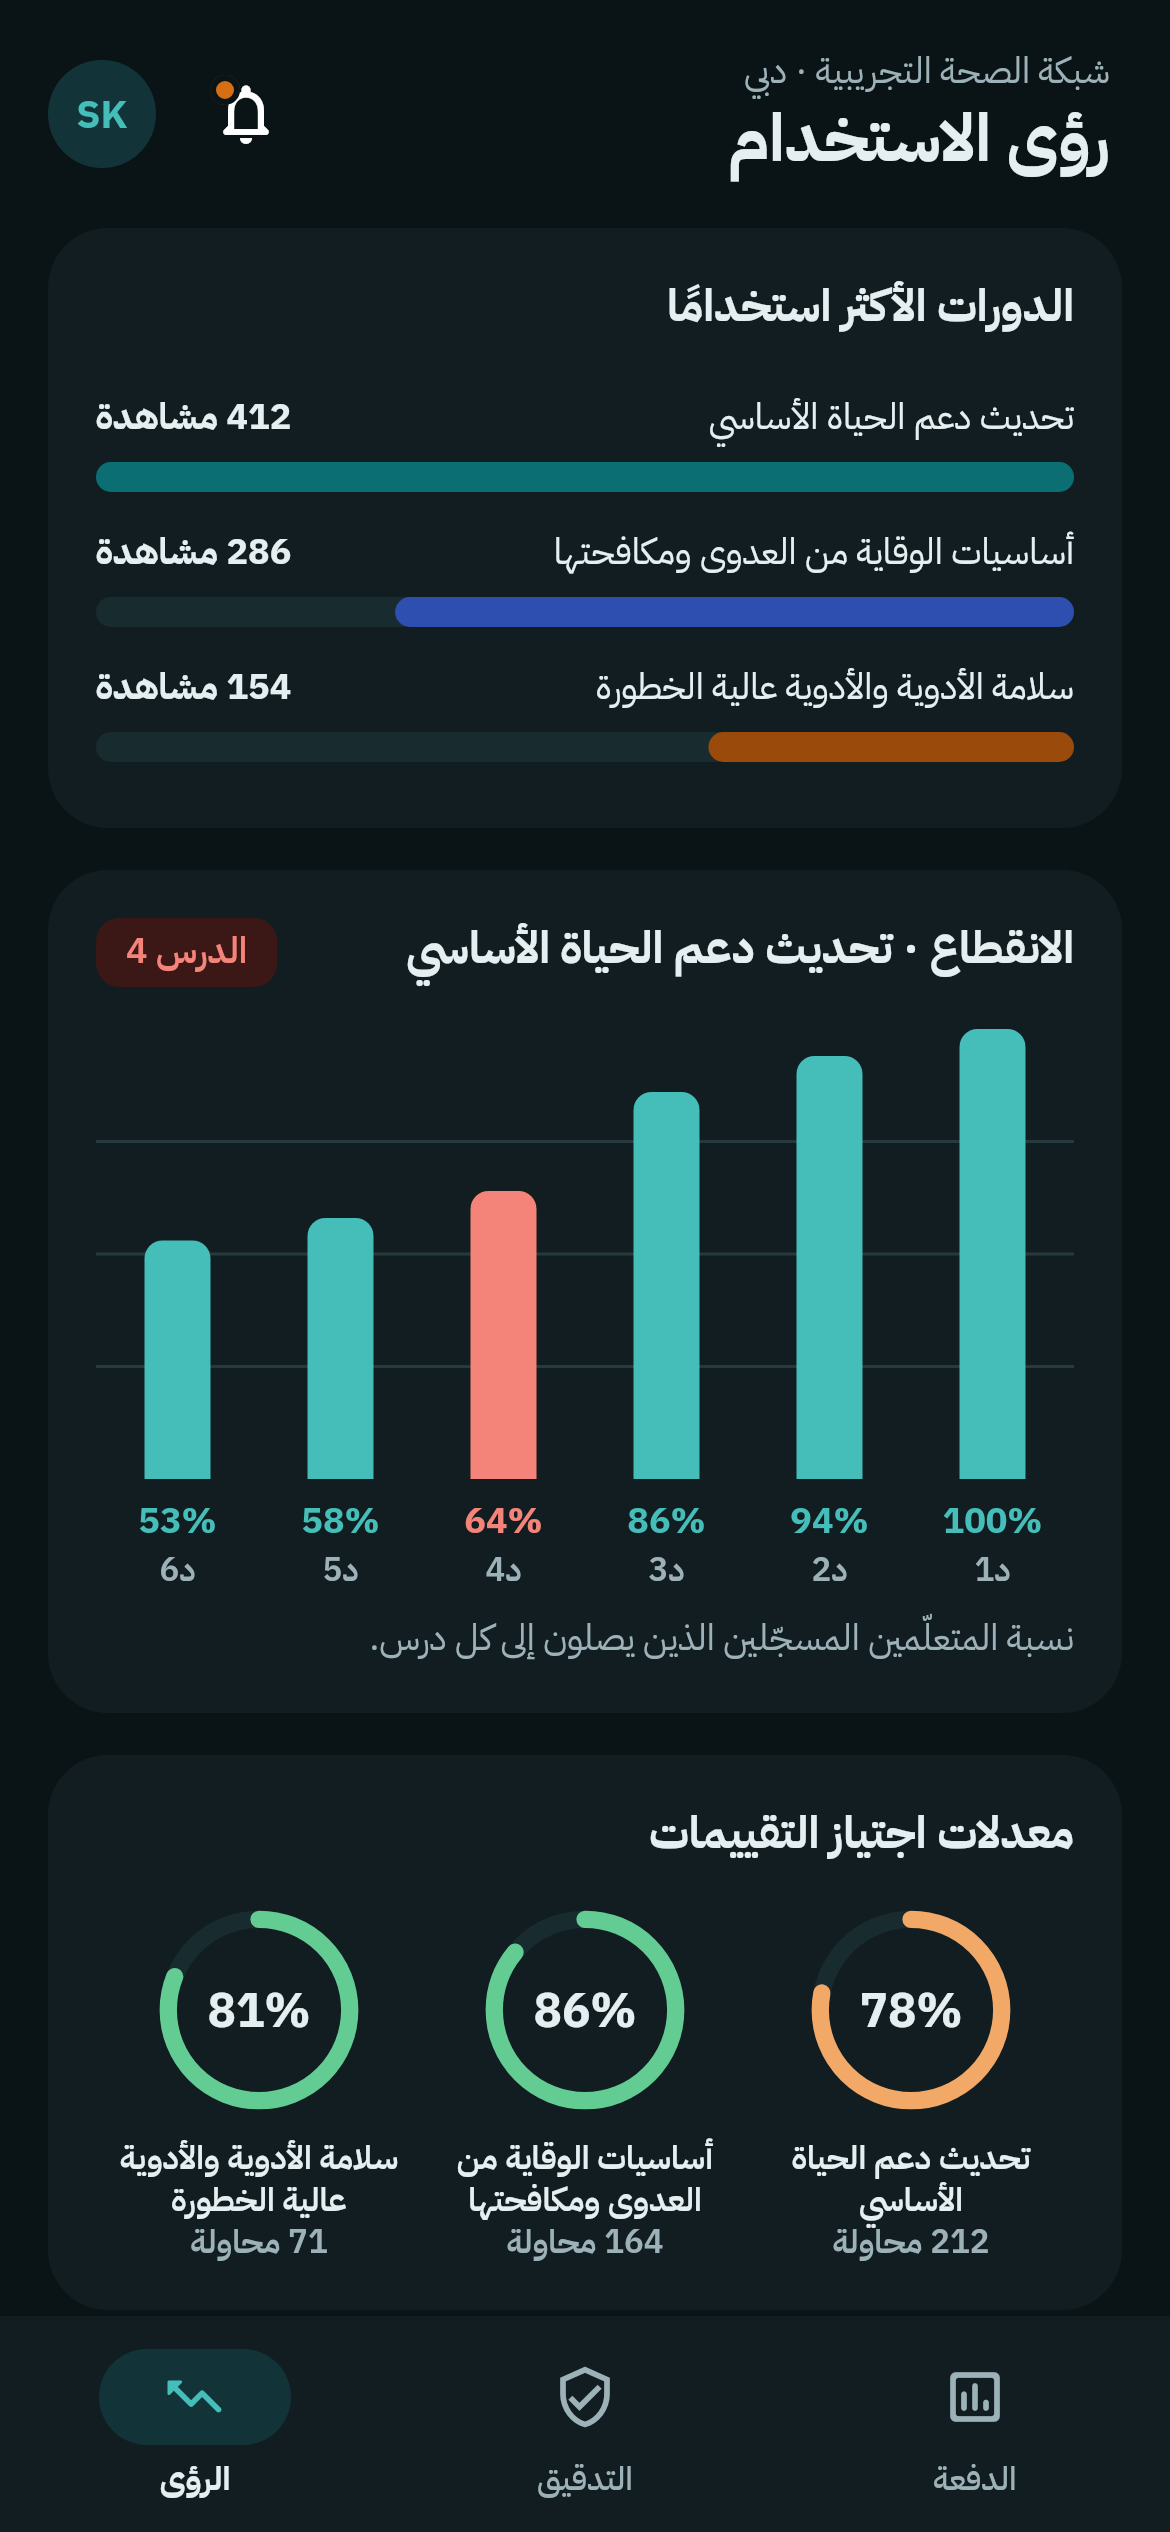 شبكة الصحة التجريبية · دبي
رؤى الاستخدام
SK
الدورات الأكثر استخدامًا
تحديث دعم الحياة الأساسي
412 مشاهدة
أساسيات الوقاية من العدوى ومكافحتها
286 مشاهدة
سلامة الأدوية والأدوية عالية الخطورة
154 مشاهدة
الانقطاع · تحديث دعم الحياة الأساسي
الدرس 4
100% 94% 86% 64% 58% 53%
د1 د2 د3 د4 د5 د6
نسبة المتعلّمين المسجّلين الذين يصلون إلى كل درس.
معدلات اجتياز التقييمات
78%
تحديث دعم الحياة
الأساسي
212 محاولة
86%
أساسيات الوقاية من
العدوى ومكافحتها
164 محاولة
81%
سلامة الأدوية والأدوية
عالية الخطورة
71 محاولة
الدفعة
التدقيق
الرؤى